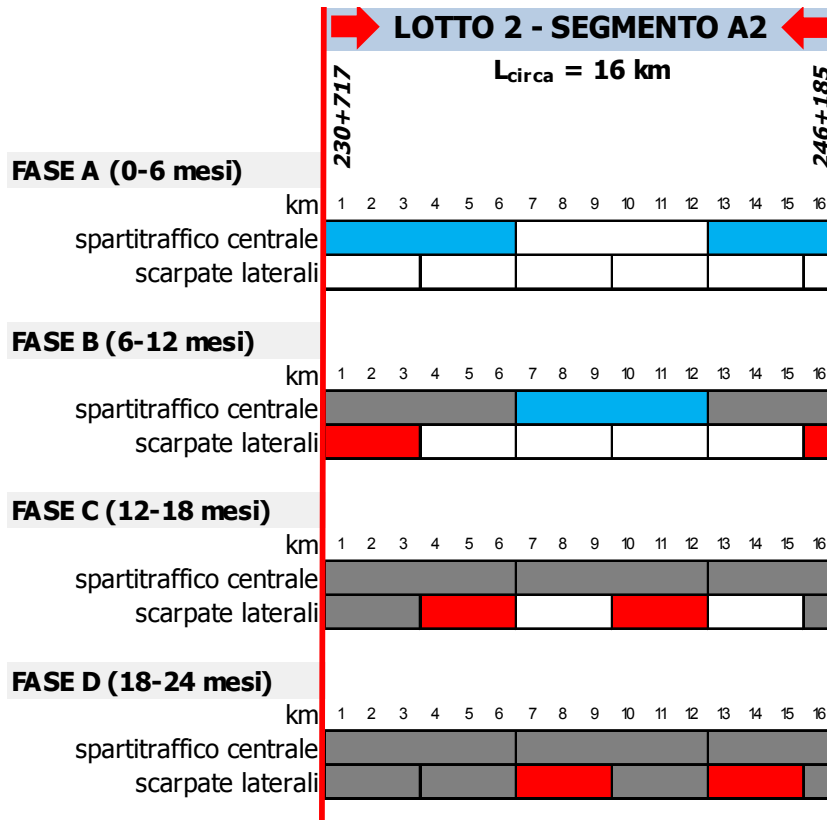 LOTTO 2 - SEGMENTO A2
Lcirca = 16 km
230+717
246+185
FASE A (0-6 mesi)
km 1 2 3 4 5 6 7 8 9 10 11 12 13 14 15 16
spartitraffico centrale
scarpate laterali
FASE B (6-12 mesi)
km 1 2 3 4 5 6 7 8 9 10 11 12 13 14 15 16
spartitraffico centrale
scarpate laterali
FASE C (12-18 mesi)
km 1 2 3 4 5 6 7 8 9 10 11 12 13 14 15 16
spartitraffico centrale
scarpate laterali
FASE D (18-24 mesi)
km 1 2 3 4 5 6 7 8 9 10 11 12 13 14 15 16
spartitraffico centrale
scarpate laterali